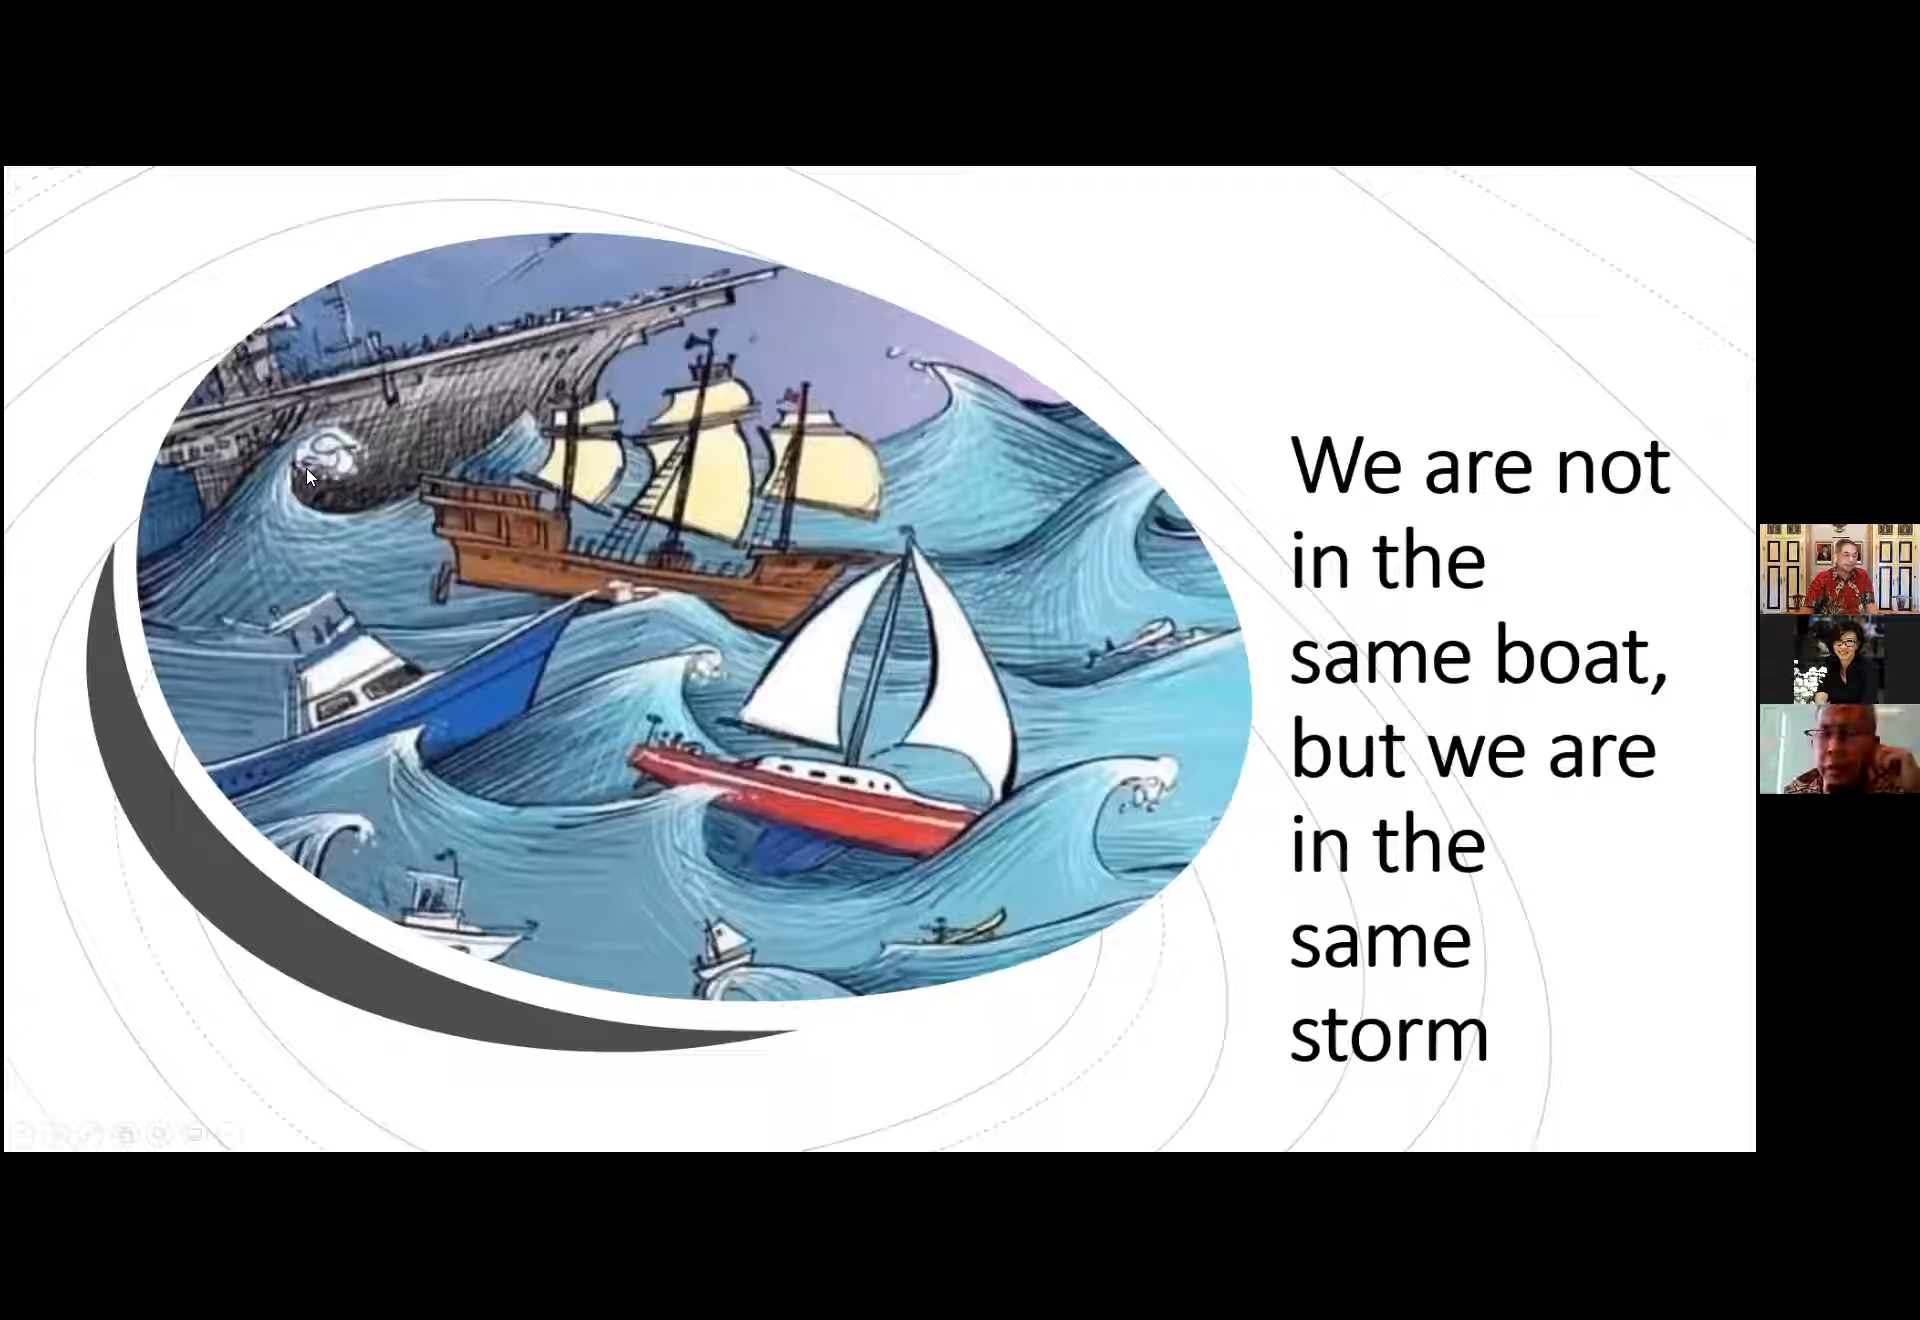 We are not
in the
same boat,
but we are
in the
same
storm